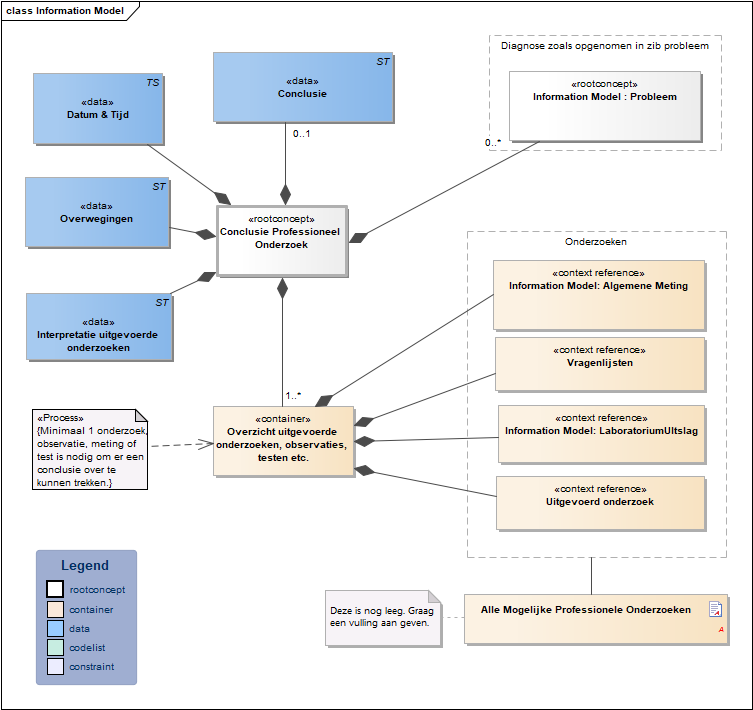 class Information Model
Diagnose zoals opgenomen in zib probleem
ST
«data»
Conclusie
TS
«data»
Datum & Tijd
«rootconcept»
Information Model : Probleem
0..1
0..*
ST
«data»
Overwegingen
«rootconcept»
Conclusie Professioneel
Onderzoek
Onderzoeken
«context reference»
Information Model: Algemene Meting
ST
«data»
Interpretatie uitgevoerde
onderzoeken
«context reference»
Vragenlijsten
1..*
«Process»
{Minimaal 1 onderzoek,
observatie, meting of
test is nodig om er een
conclusie over te
kunnen trekken.}
«container»
Overzicht uitgevoerde
onderzoeken, observaties,
testen etc.
«context reference»
Information Model: LaboratoriumUItslag
«context reference»
Uitgevoerd onderzoek
Legend
rootconcept
container
data
codelist
constraint
Deze is nog leeg. Graag
een vulling aan geven.
Alle Mogelijke Professionele Onderzoeken
A